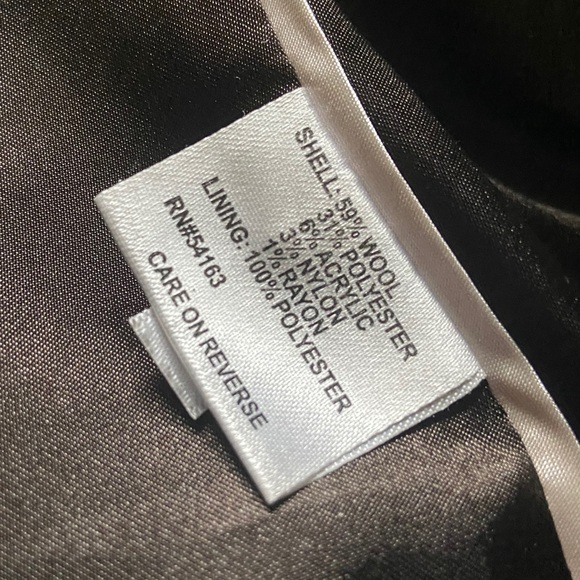 SHELL: 59% WOOL
31% POLYESTER
6% ACRYLIC
3% NYLON
1% RAYON
LINING: 100% POLYESTER
RN#54163
CARE ON REVERSE